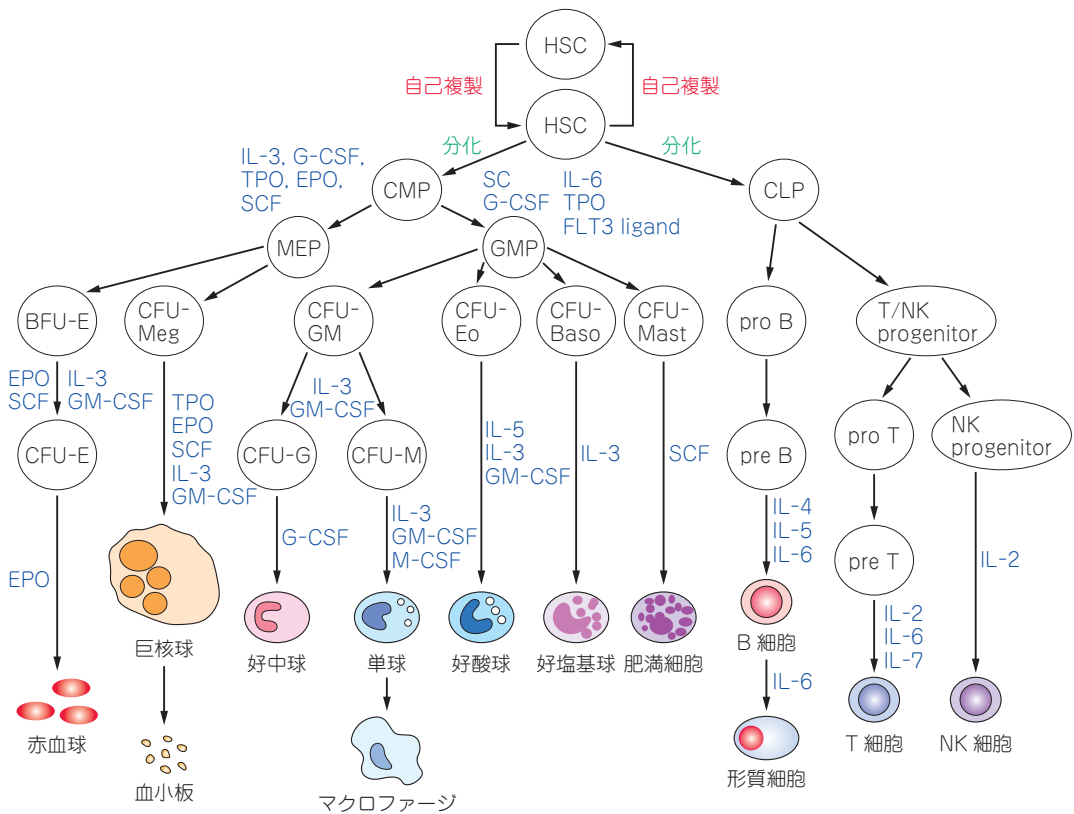 HSC
自己複製
自己複製
HSC
分化
分化
IL-3, G-CSF,
TPO, EPO,
SCF
CMP
SC
G-CSF
IL-6
TPO
FLT3 ligand
CLP
MEP
GMP
BFU-E
CFU-
Meg
CFU-
GM
CFU-
Eo
CFU-
Baso
CFU-
Mast
pro B
T/NK
progenitor
EPO
SCF
IL-3
GM-CSF
TPO
EPO
SCF
IL-3
GM-CSF
IL-3
GM-CSF
CFU-E
CFU-G
CFU-M
IL-5
IL-3
GM-CSF
IL-3
SCF
pre B
pro T
NK
progenitor
EPO
G-CSF
IL-3
GM-CSF
M-CSF
IL-4
IL-5
IL-6
pre T
IL-2
巨核球
好中球
単球
好酸球
好塩基球
肥満細胞
B 細胞
IL-2
IL-6
IL-7
IL-6
赤血球
血小板
マクロファージ
形質細胞
T 細胞
NK 細胞